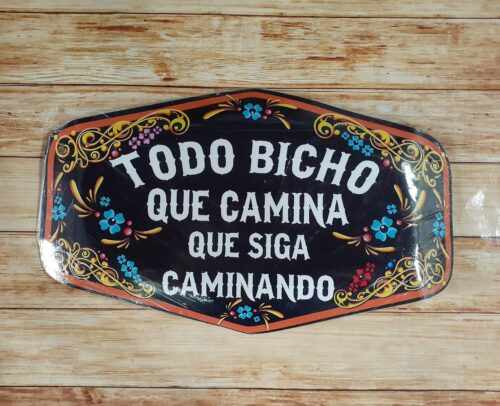 TODO BICHO
QUE CAMINA
QUE SIGA
CAMINANDO